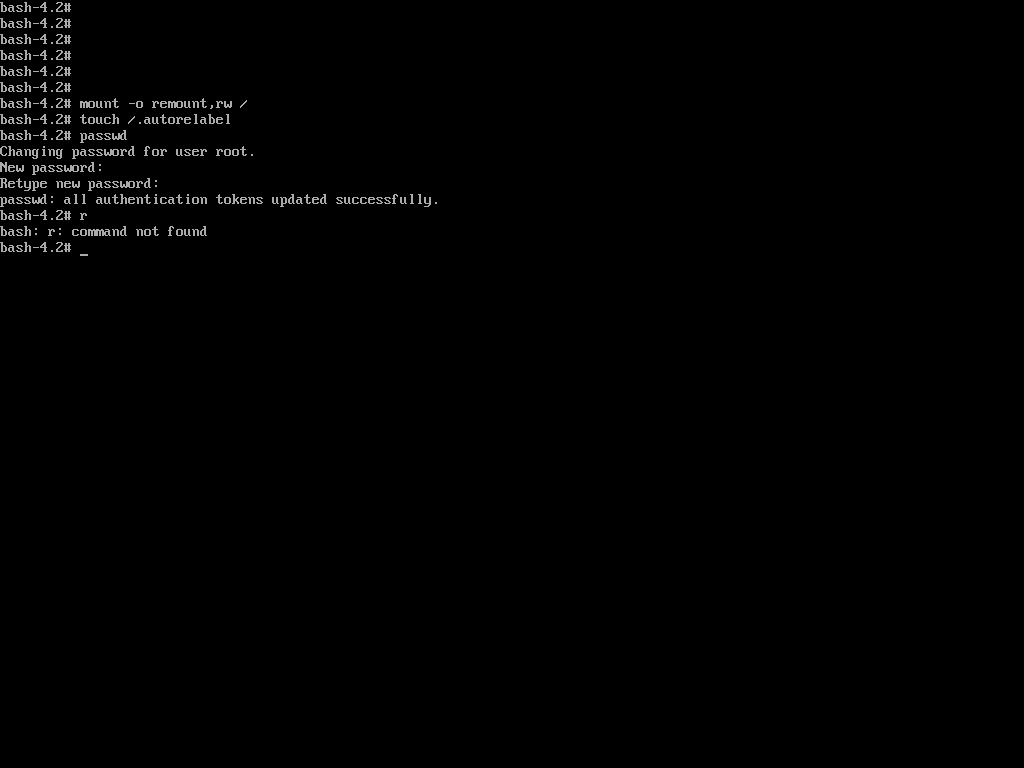 bash-4.2#
bash-4.2#
bash-4.2#
bash-4.2#
bash-4.2#
bash-4.2#
bash-4.2# mount -o remount,rw /
bash-4.2# touch /.autorelabel
bash-4.2# passwd
Changing password for user root.
New password:
Retype new password:
passwd: all authentication tokens updated successfully.
bash-4.2# r
bash: r: command not found
bash-4.2# _